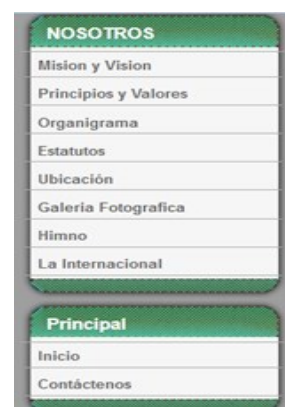 NOSOTROS
Mision y Vision
Principios y Valores
Organigrama
Estatutos
Ubicación
Galeria Fotografica
Himno
La Internacional
Principal
Inicio
Contáctenos